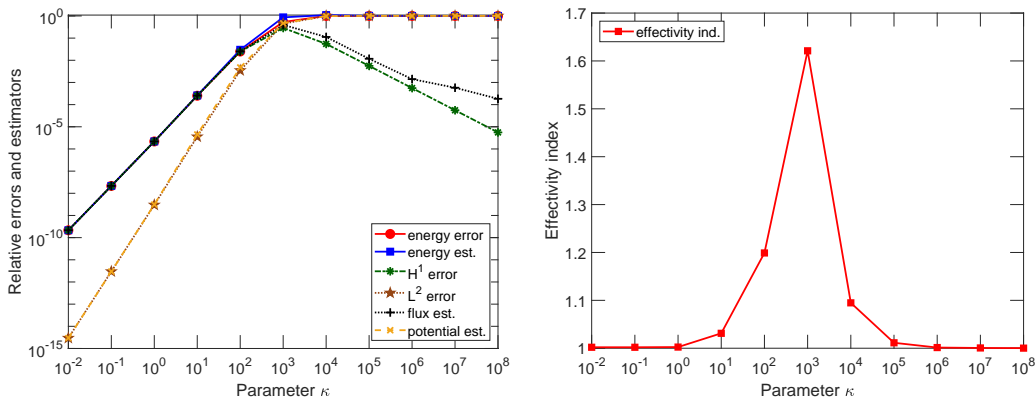 Relative errors and estimators
10^0
10^-5
10^-10
10^-15
energy error
energy est.
H^1 error
L^2 error
flux est.
potential est.
10^-2 10^-1 10^0 10^1 10^2 10^3 10^4 10^5 10^6 10^7 10^8
Parameter κ
Effectivity index
1.7
1.6
1.5
1.4
1.3
1.2
1.1
1
effectivity ind.
10^-2 10^-1 10^0 10^1 10^2 10^3 10^4 10^5 10^6 10^7 10^8
Parameter κ